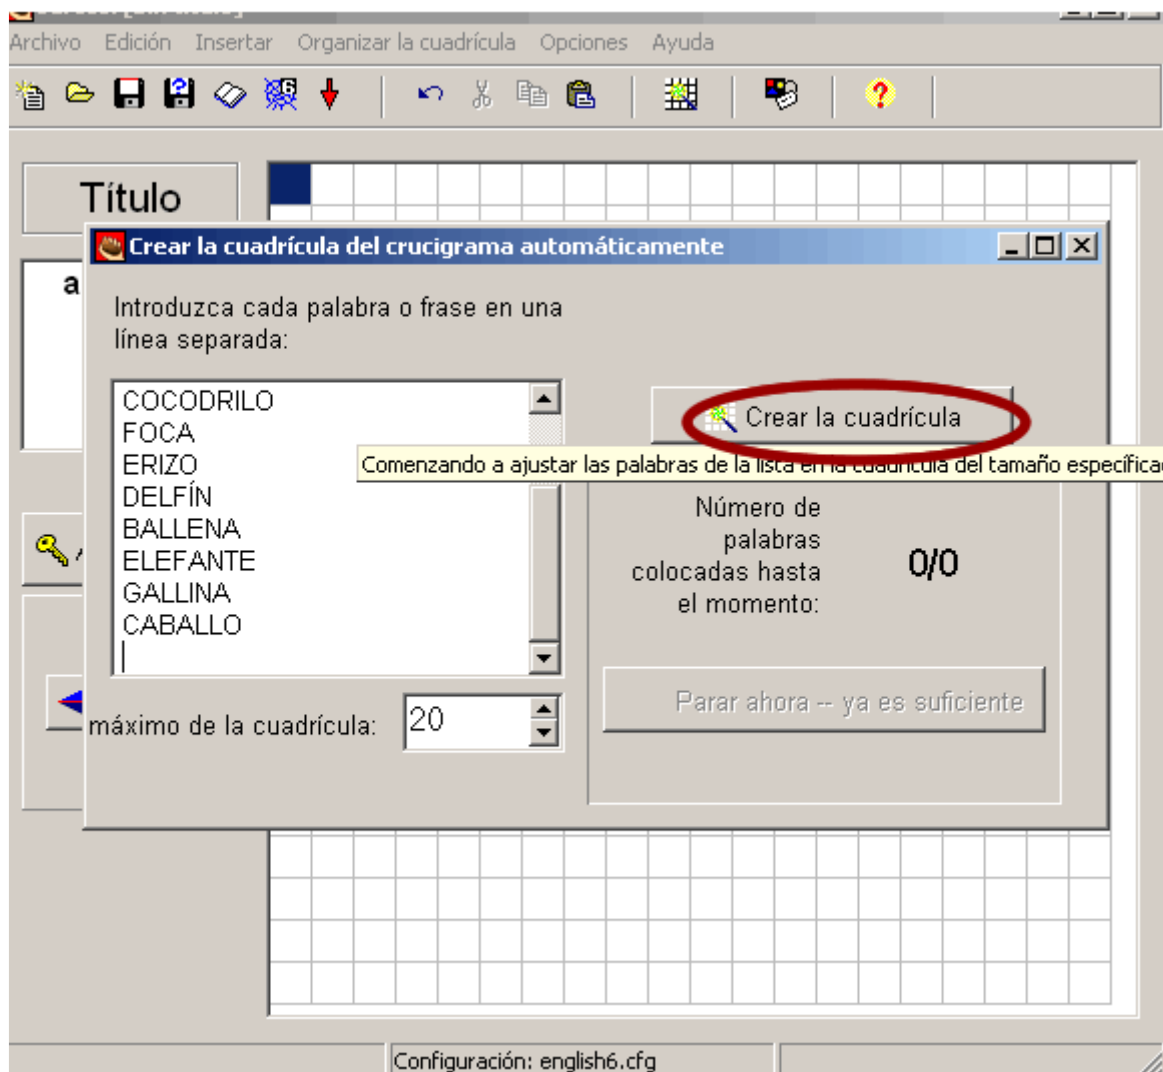 Archivo Edición Insertar Organizar la cuadrícula Opciones Ayuda
Título
Crear la cuadrícula del crucigrama automáticamente
a
Introduzca cada palabra o frase en una
línea separada:
COCODRILO
FOCA
ERIZO
DELFÍN
BALLENA
ELEFANTE
GALLINA
CABALLO
Crear la cuadrícula
Comenzando a ajustar las palabras de la lista en la cuadrícula del tamaño específica
Número de
palabras
colocadas hasta
el momento:
0/0
Parar ahora -- ya es suficiente
máximo de la cuadrícula:
20
Configuración: english6.cfg